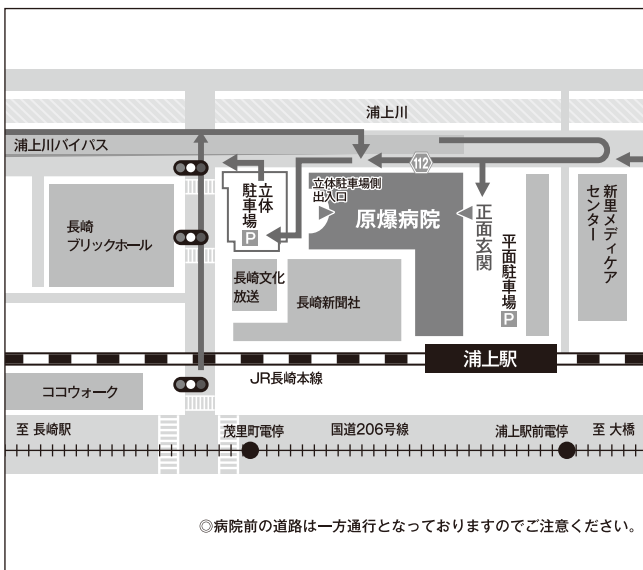 浦上川
浦上川バイパス
112
立体駐車場側
出入口
立体
駐車場
P
原爆病院
正面玄関
平面駐車場
P
新里メディケア
センター
長崎
ブリックホール
長崎文化
放送
長崎新聞社
浦上駅
JR長崎本線
ココウォーク
至 長崎駅
茂里町電停
国道206号線
浦上駅前電停
至 大橋
◎病院前の道路は一方通行となっておりますのでご注意ください。